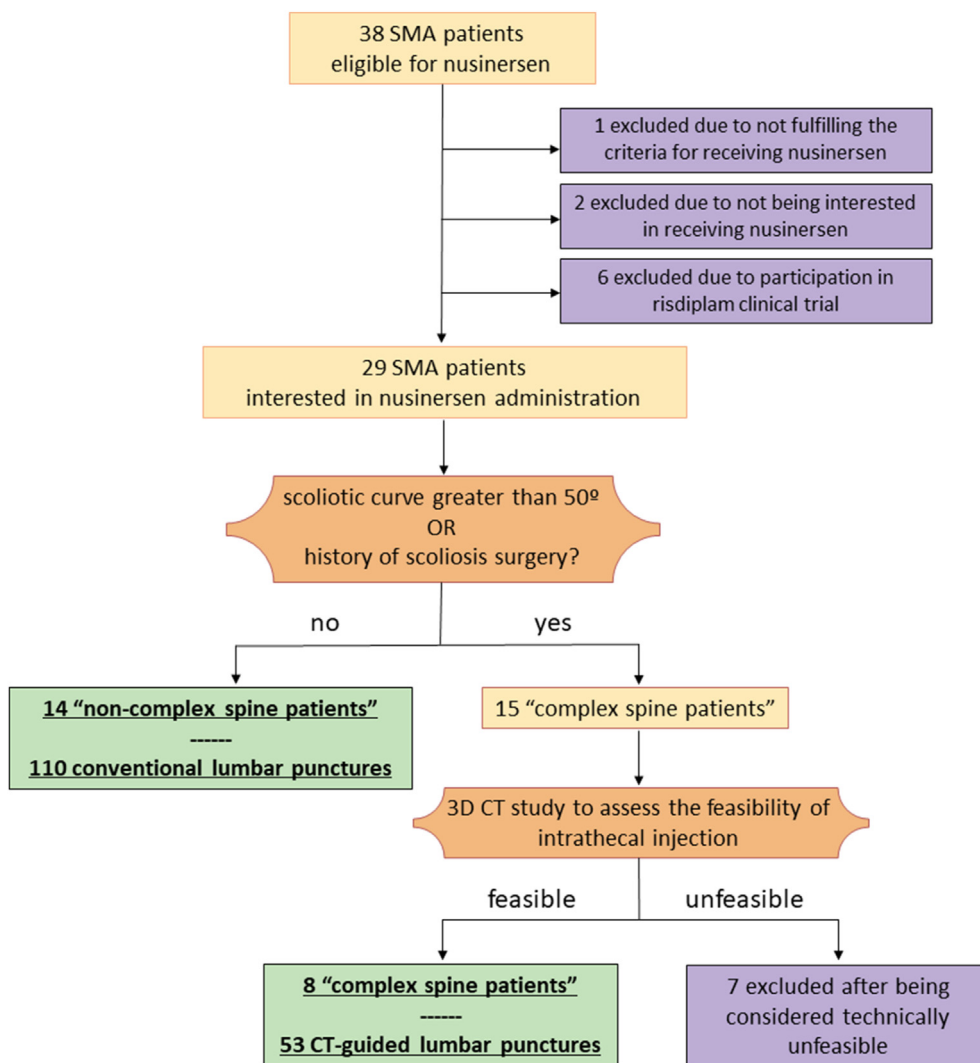 38 SMA patients
eligible for nusinersen
1 excluded due to not fulfilling the
criteria for receiving nusinersen
2 excluded due to not being interested
in receiving nusinersen
6 excluded due to participation in
risdiplam clinical trial
29 SMA patients
interested in nusinersen administration
scoliotic curve greater than 50º
OR
history of scoliosis surgery?
no
yes
14 “non-complex spine patients”
------
110 conventional lumbar punctures
15 “complex spine patients”
3D CT study to assess the feasibility of
intrathecal injection
feasible
unfeasible
8 “complex spine patients”
------
53 CT-guided lumbar punctures
7 excluded after being
considered technically
unfeasible